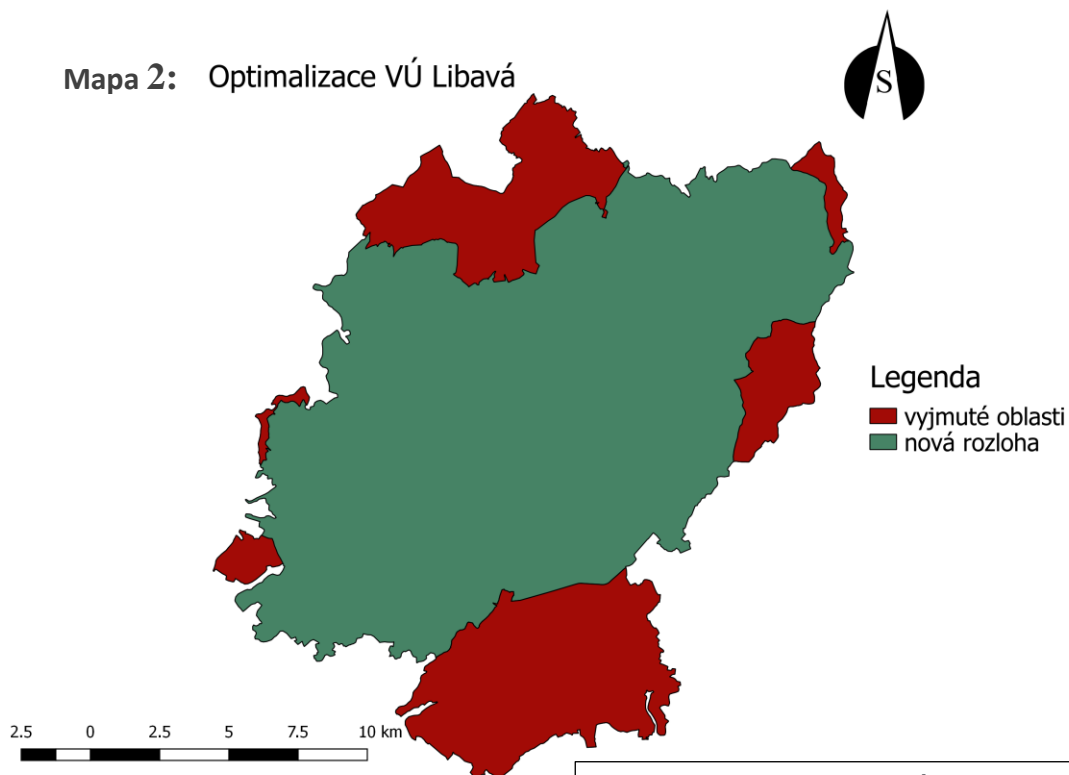 Mapa 2: Optimalizace VÚ Libavá
S
Legenda
vyjmuté oblasti
nová rozloha
2.5 0 2.5 5 7.5 10 km